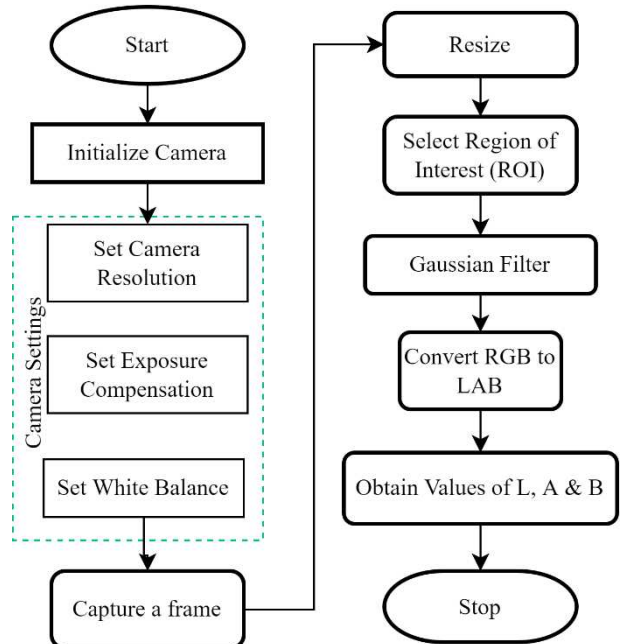 Start
Initialize Camera
Camera Settings
Set Camera
Resolution
Set Exposure
Compensation
Set White Balance
Capture a frame
Resize
Select Region of
Interest (ROI)
Gaussian Filter
Convert RGB to
LAB
Obtain Values of L, A & B
Stop